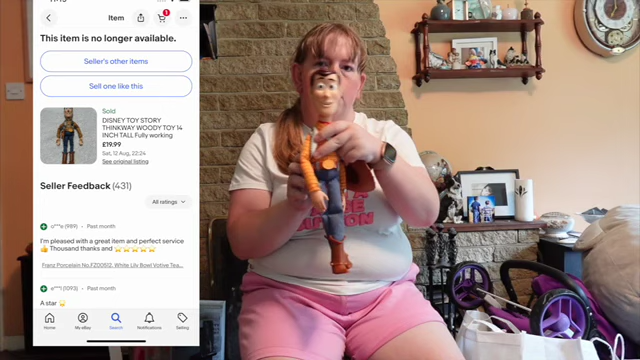 Item
1
This item is no longer available.
Seller's other items
Sell one like this
Sold
DISNEY TOY STORY
THINKWAY WOODY TOY 14
INCH TALL Fully working
£19.99
Sat, 12 Aug, 22:24
See original listing
Seller Feedback (431)
All ratings
o***e (989) • Past month
I'm pleased with a great item and perfect service
👍 Thousand thanks and ⭐⭐⭐⭐⭐
Franz Porcelain No.FZ00512. White Lily Bowl Votive Tea...
e***l (1093) • Past month
A star ⭐
Home
My eBay
Search
Notifications
Selling